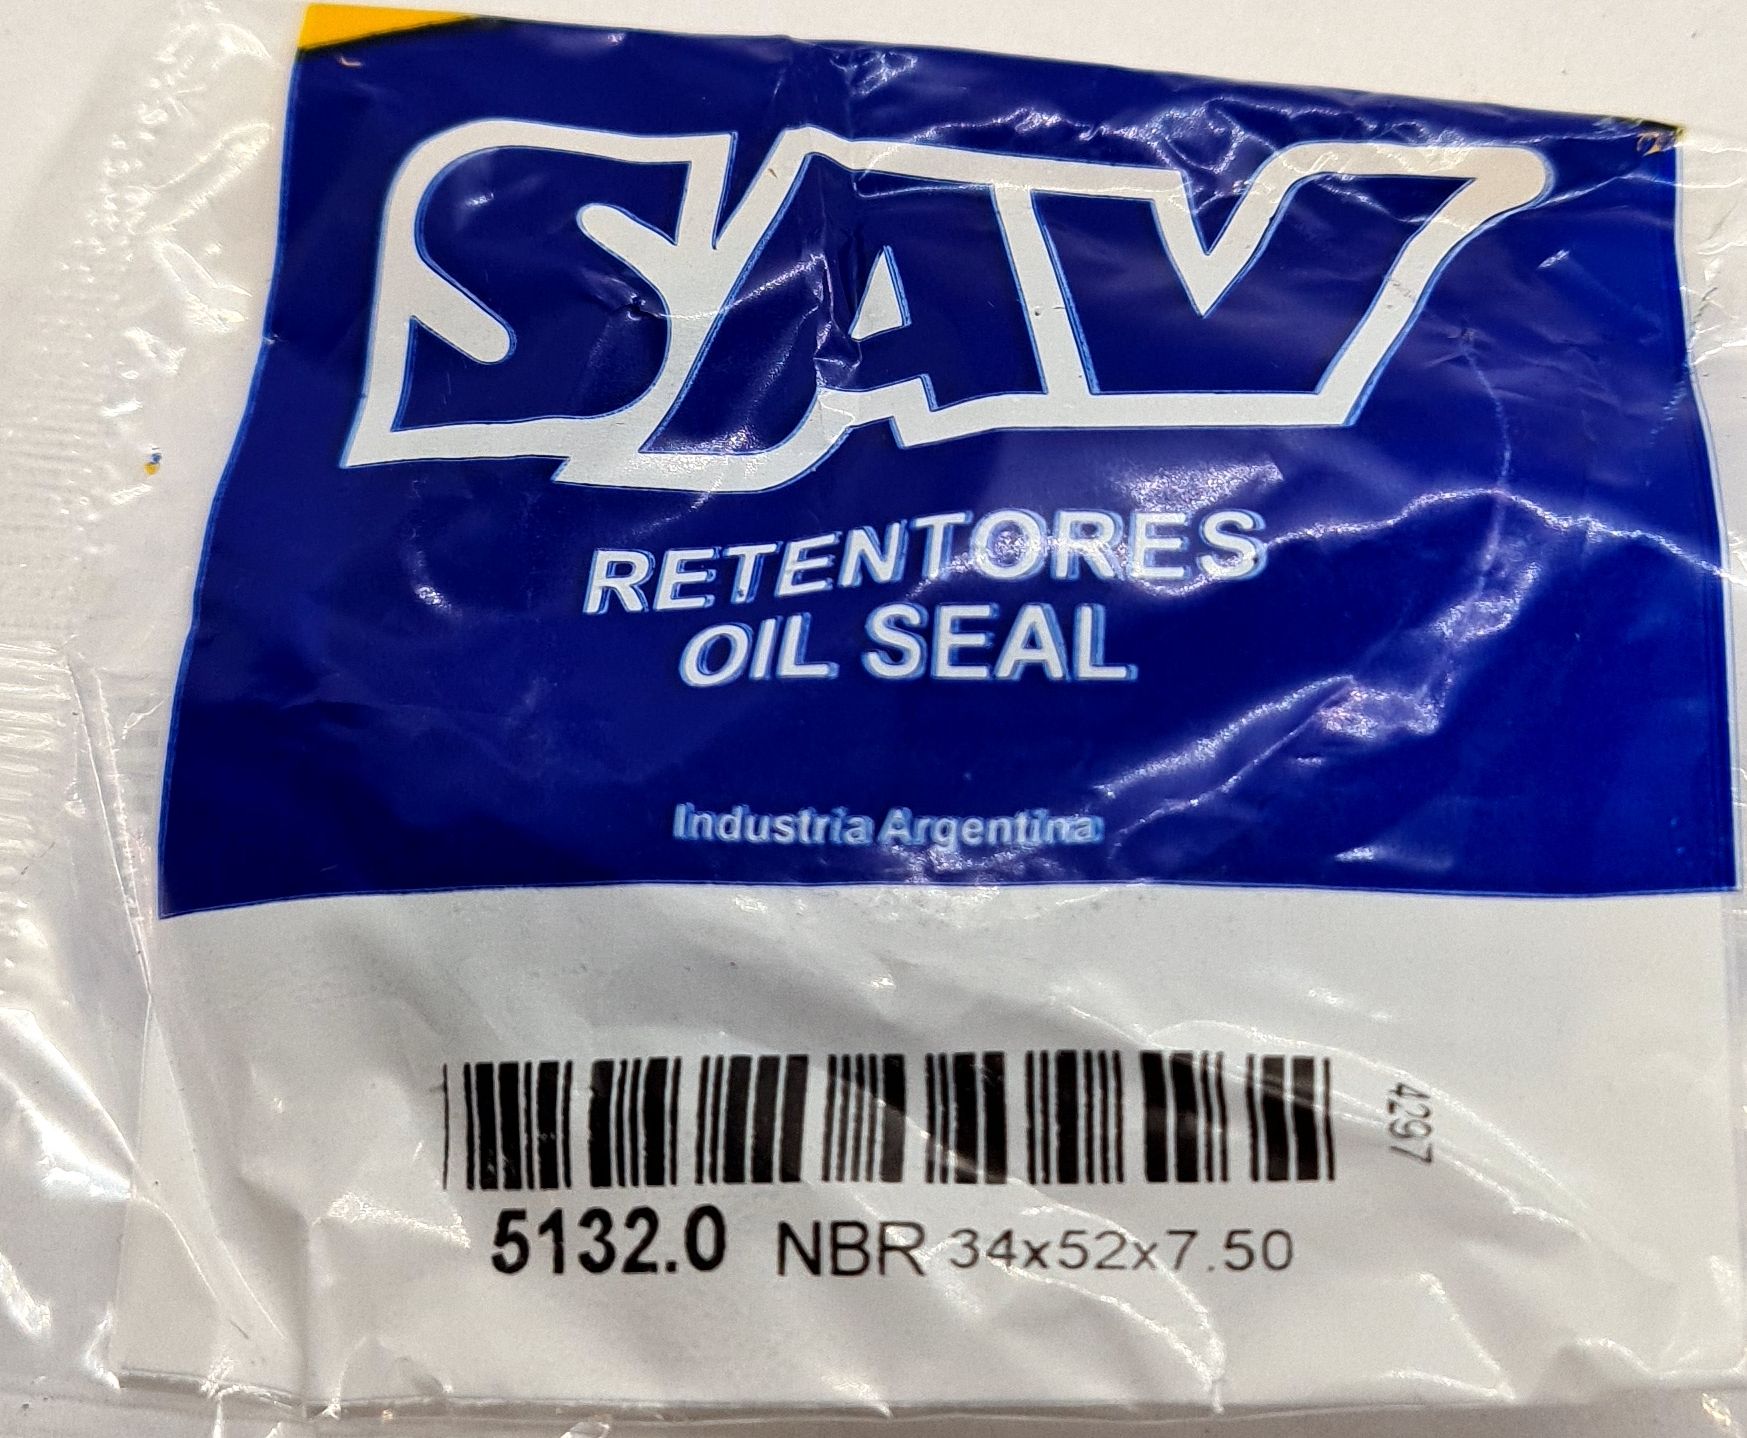 SAV
RETENTORES
OIL SEAL
Industria Argentina
4297
5132.0 NBR 34x52x7.50